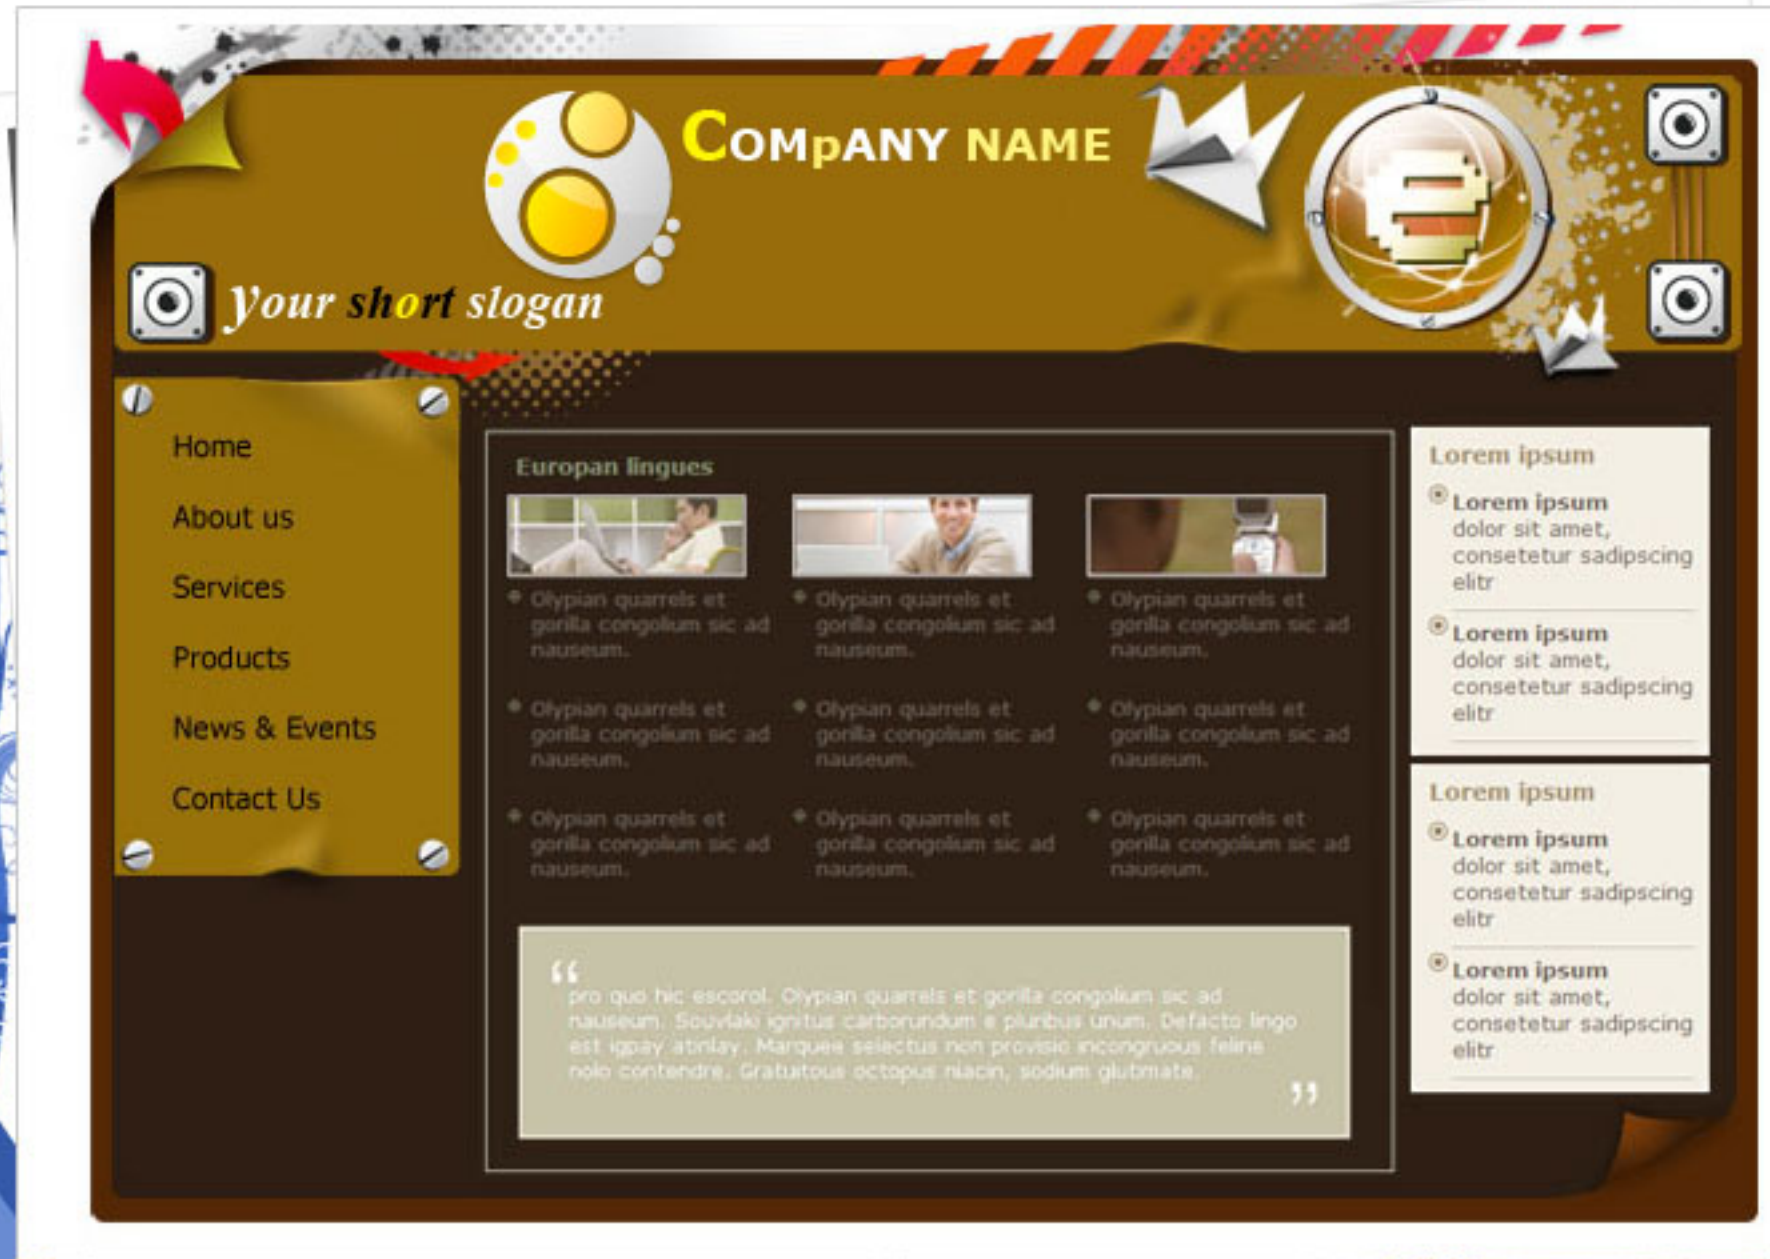 COMpANY NAME
your short slogan
Home
About us
Services
Products
News & Events
Contact Us
Europan lingues
Olypian quarrels et
gorilla congolium sic ad
nauseum.
Olypian quarrels et
gorilla congolium sic ad
nauseum.
Olypian quarrels et
gorilla congolium sic ad
nauseum.
Olypian quarrels et
gorilla congolium sic ad
nauseum.
Olypian quarrels et
gorilla congolium sic ad
nauseum.
Olypian quarrels et
gorilla congolium sic ad
nauseum.
Olypian quarrels et
gorilla congolium sic ad
nauseum.
Olypian quarrels et
gorilla congolium sic ad
nauseum.
Olypian quarrels et
gorilla congolium sic ad
nauseum.
“
pro quo hic escorol. Olypian quarrels et gorilla congolium sic ad
nauseum. Souvlaki ignitus carborundum e pluribus unum. Defacto lingo
est igpay atinlay. Marquee selectus non provisio incongruous feline
nolo contendre. Gratuitous octopus niacin, sodium glutimate.
”
Lorem ipsum
Lorem ipsum
dolor sit amet,
consetetur sadipscing
elitr
Lorem ipsum
dolor sit amet,
consetetur sadipscing
elitr
Lorem ipsum
Lorem ipsum
dolor sit amet,
consetetur sadipscing
elitr
Lorem ipsum
dolor sit amet,
consetetur sadipscing
elitr
e